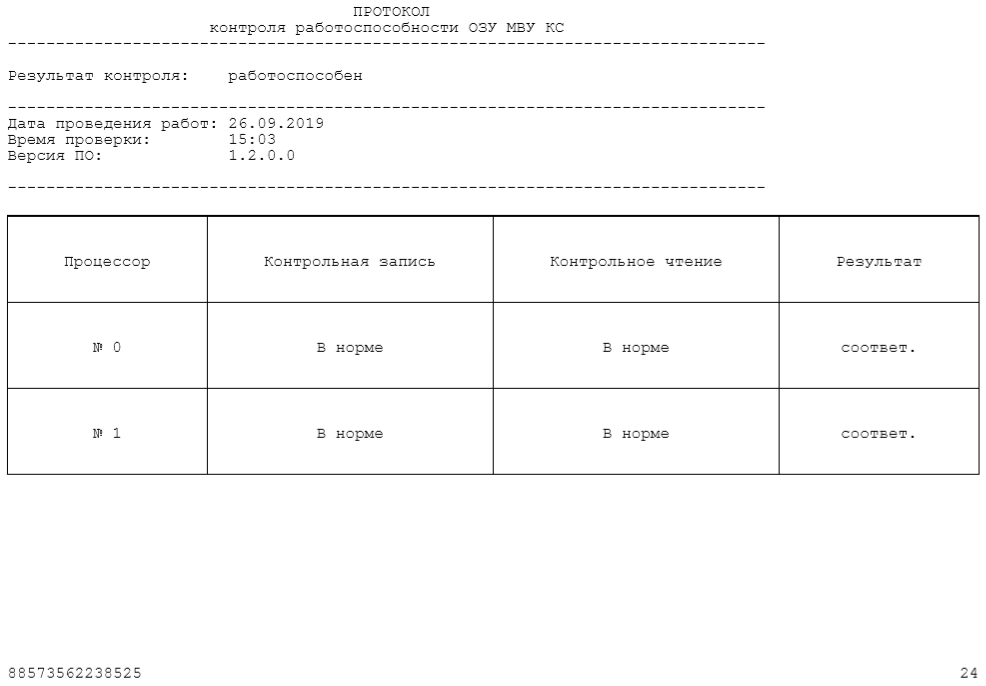 ПРОТОКОЛ
контроля работоспособности ОЗУ МВУ КС
--------------------------------------------------------------------------------
Результат контроля: работоспособен
--------------------------------------------------------------------------------
Дата проведения работ: 26.09.2019
Время проверки: 15:03
Версия ПО: 1.2.0.0
--------------------------------------------------------------------------------
Процессор Контрольная запись Контрольное чтение Результат
№ 0 В норме В норме соответ.
№ 1 В норме В норме соответ.
88573562238525 24